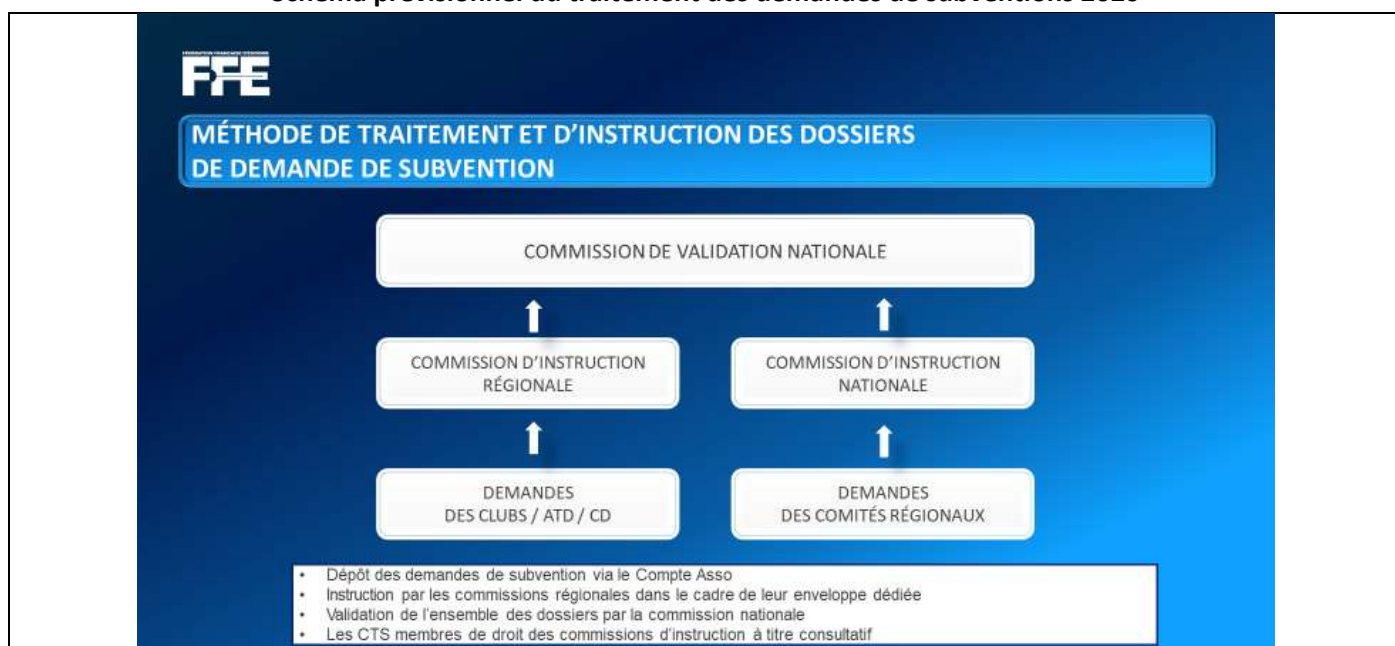 FÉDÉRATION FRANÇAISE D'ESCRIME
FFE
MÉTHODE DE TRAITEMENT ET D'INSTRUCTION DES DOSSIERS
DE DEMANDE DE SUBVENTION
COMMISSION DE VALIDATION NATIONALE
COMMISSION D'INSTRUCTION
RÉGIONALE
COMMISSION D'INSTRUCTION
NATIONALE
DEMANDES
DES CLUBS / ATD / CD
DEMANDES
DES COMITÉS RÉGIONAUX
• Dépôt des demandes de subvention via le Compte Asso
• Instruction par les commissions régionales dans le cadre de leur enveloppe dédiée
• Validation de l'ensemble des dossiers par la commission nationale
• Les CTS membres de droit des commissions d'instruction à titre consultatif